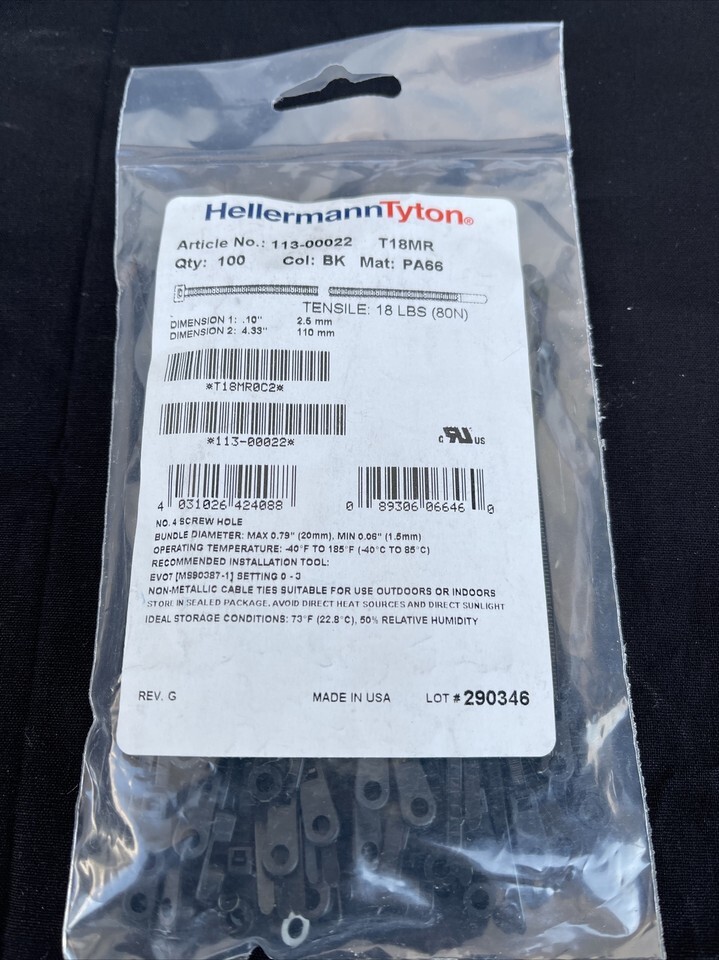 HellermannTyton®
Article No.: 113-00022 T18MR
Qty: 100 Col: BK Mat: PA66
TENSILE: 18 LBS (80N)
DIMENSION 1: .10" 2.5 mm
DIMENSION 2: 4.33" 110 mm
*T18MR0C2*
*113-00022*
c RU US
4 031026 424088
0 89306 06646 0
NO. 4 SCREW HOLE
BUNDLE DIAMETER: MAX 0.79" (20mm), MIN 0.06" (1.5mm)
OPERATING TEMPERATURE: -40°F TO 185°F (-40°C TO 85°C)
RECOMMENDED INSTALLATION TOOL:
EVO7 [MS90387-1] SETTING 0 - 3
NON-METALLIC CABLE TIES SUITABLE FOR USE OUTDOORS OR INDOORS
STORE IN SEALED PACKAGE, AVOID DIRECT HEAT SOURCES AND DIRECT SUNLIGHT
IDEAL STORAGE CONDITIONS: 73°F (22.8°C), 50% RELATIVE HUMIDITY
REV. G MADE IN USA LOT # 290346